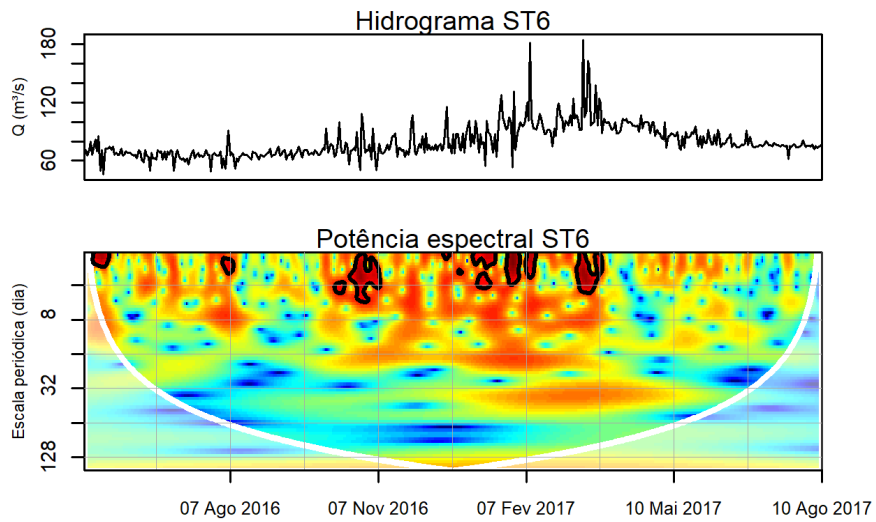 Hidrograma ST6
Q (m³/s)
180
120
60
Potência espectral ST6
Escala periódica (dia)
8
32
128
07 Ago 2016
07 Nov 2016
07 Fev 2017
10 Mai 2017
10 Ago 2017